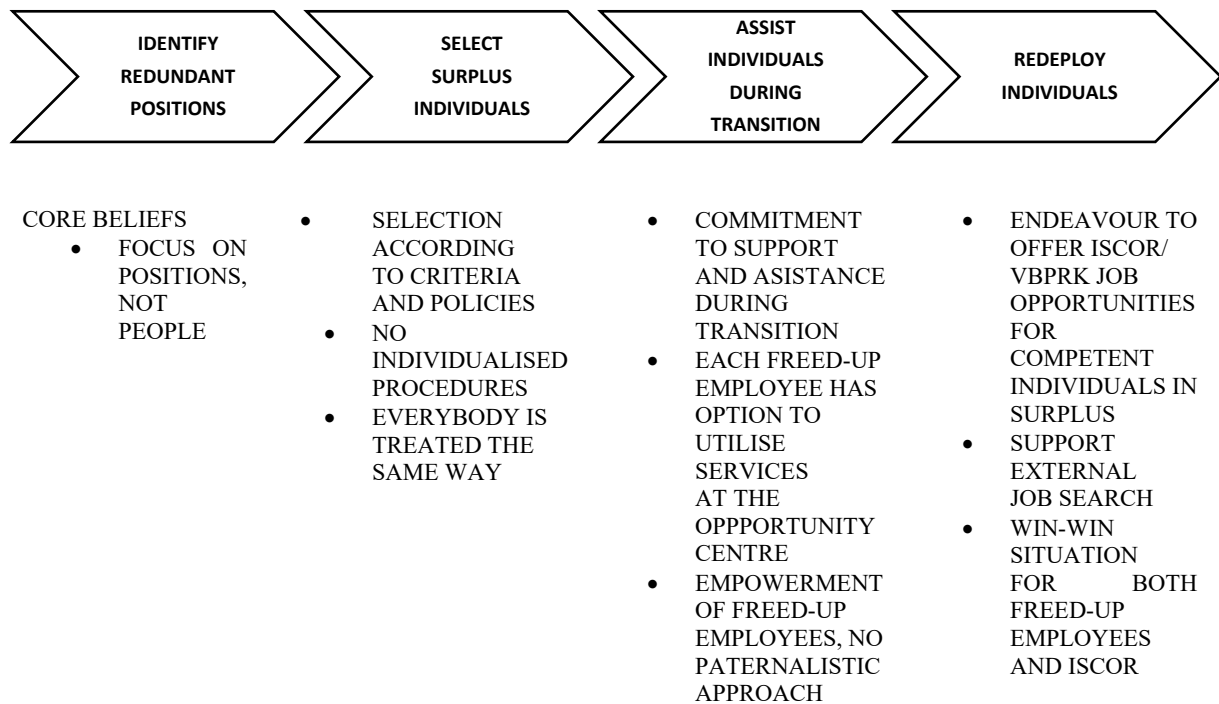 IDENTIFY
REDUNDANT
POSITIONS
SELECT
SURPLUS
INDIVIDUALS
ASSIST
INDIVIDUALS
DURING
TRANSITION
REDEPLOY
INDIVIDUALS
CORE BELIEFS
• FOCUS ON
POSITIONS,
NOT
PEOPLE
• SELECTION
ACCORDING
TO CRITERIA
AND POLICIES
• NO
INDIVIDUALISED
PROCEDURES
• EVERYBODY IS
TREATED THE
SAME WAY
• COMMITMENT
TO SUPPORT
AND ASISTANCE
DURING
TRANSITION
• EACH FREED-UP
EMPLOYEE HAS
OPTION TO
UTILISE
SERVICES
AT THE
OPPPORTUNITY
CENTRE
• EMPOWERMENT
OF FREED-UP
EMPLOYEES, NO
PATERNALISTIC
APPROACH
• ENDEAVOUR TO
OFFER ISCOR/
VBPRK JOB
OPPORTUNITIES
FOR
COMPETENT
INDIVIDUALS IN
SURPLUS
• SUPPORT
EXTERNAL
JOB SEARCH
• WIN-WIN
SITUATION
FOR BOTH
FREED-UP
EMPLOYEES
AND ISCOR